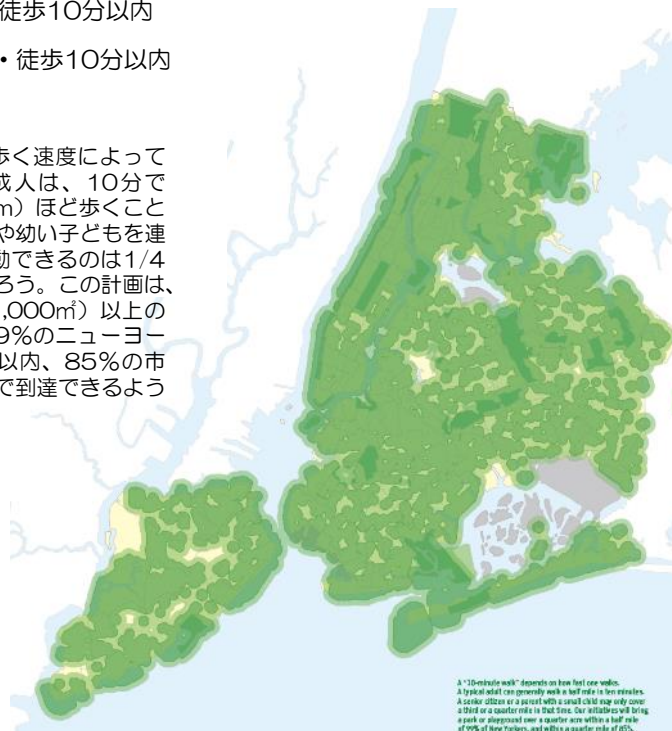 徒歩10分以内
・徒歩10分以内
歩く速度によって
成人は、10分で
m）ほど歩くこと
や幼い子どもを連
動できるのは1/4
ろう。この計画は、
,000㎡）以上の
9%のニューヨー
以内、85%の市
で到達できるよう
A "10-minute walk" depends on how fast one walks.
A typical adult can generally walk a half mile in ten minutes.
A senior citizen or a parent with a small child may only cover
a third or a quarter mile in that time. Our initiatives will bring
a park or playground over a quarter acre within a half mile
of 99% of New Yorkers, and within a quarter mile of 85%.